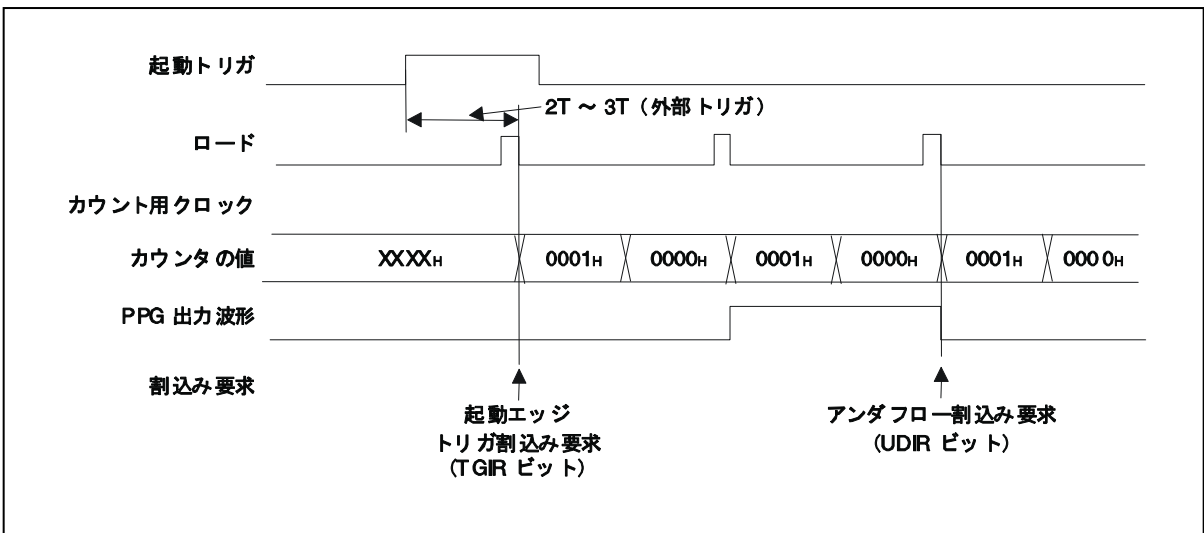 起動トリガ
2T ~ 3T (外部トリガ)
ロード
カウント用クロック
カウンタの値 XXXXH 0001H 0000H 0001H 0000H 0001H 0000H
PPG 出力波形
割込み要求
起動エッジ
トリガ割込み要求
(TGIR ビット)
アンダフロー割込み要求
(UDIR ビット)